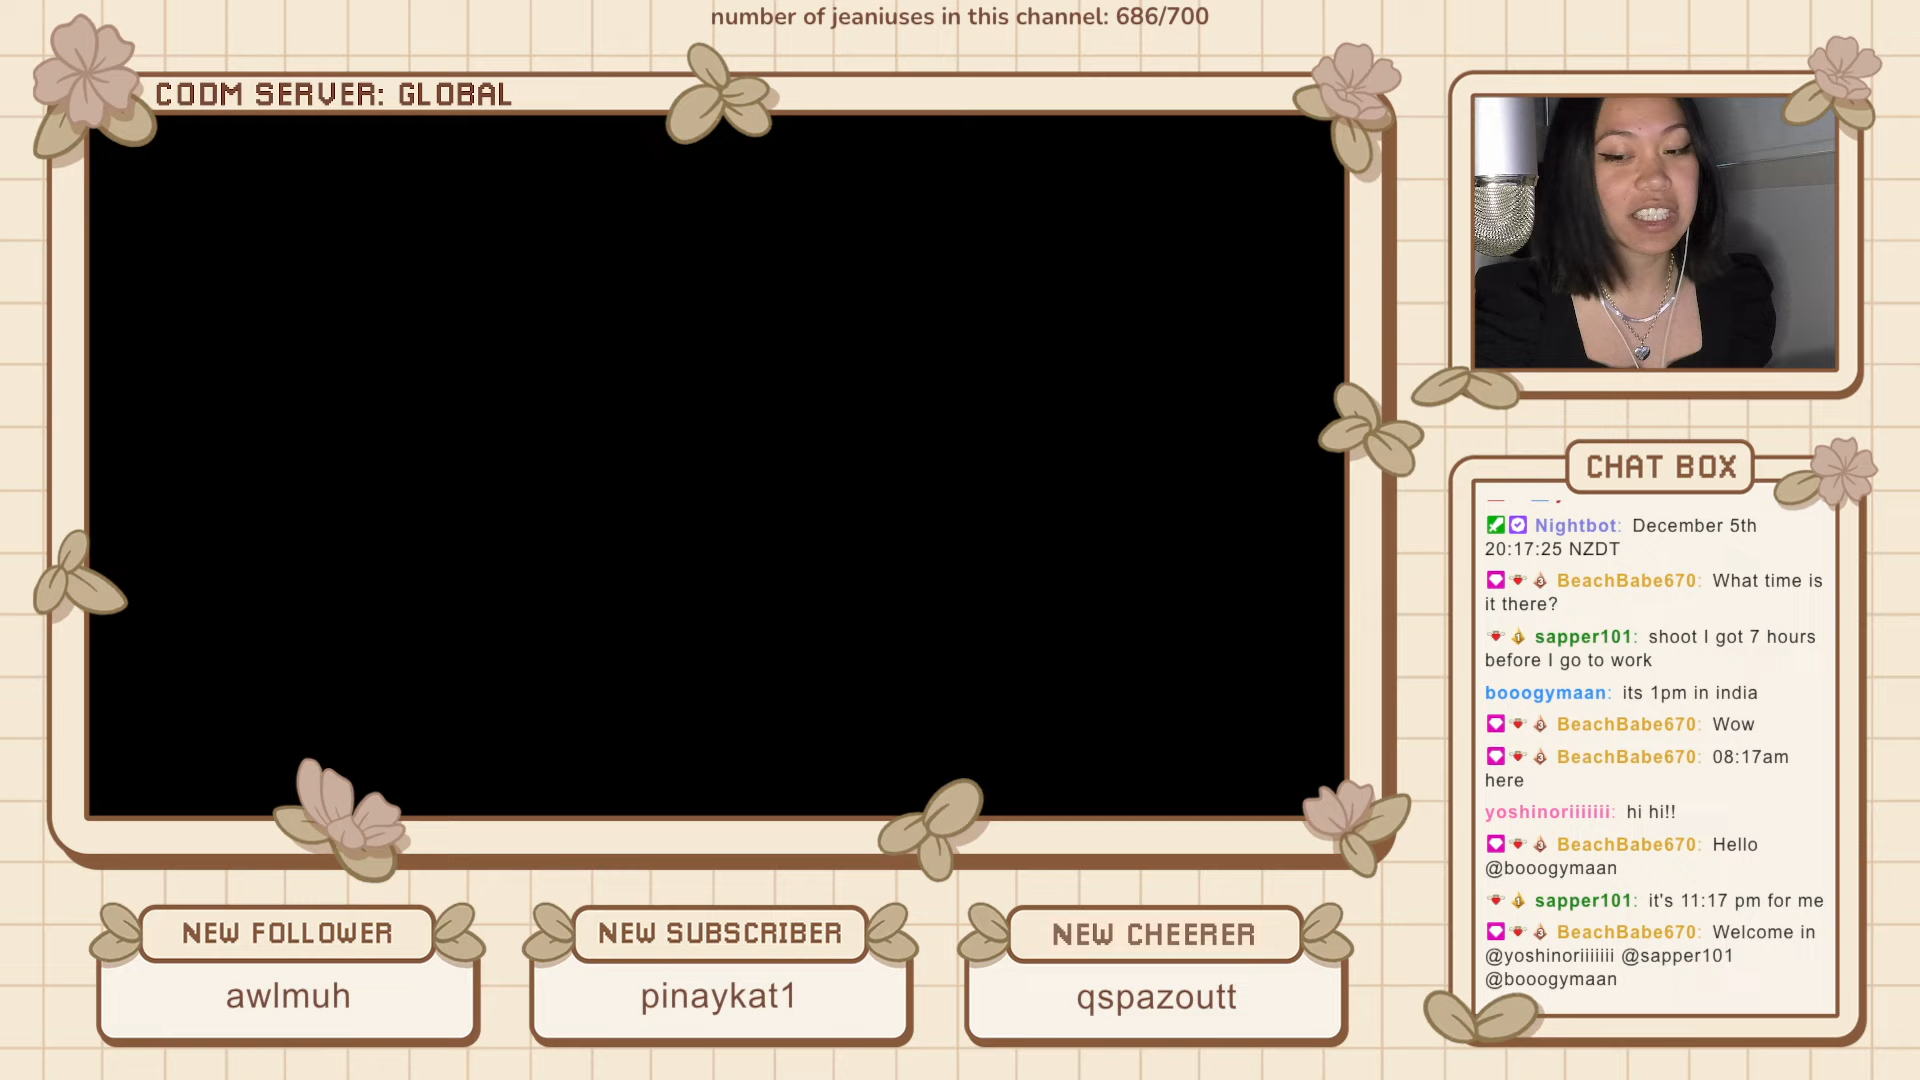 number of jeaniuses in this channel: 686/700
CODM SERVER: GLOBAL
CHAT BOX
Nightbot: December 5th
20:17:25 NZDT
BeachBabe670: What time is
it there?
sapper101: shoot I got 7 hours
before I go to work
booogymaan: its 1pm in india
BeachBabe670: Wow
BeachBabe670: 08:17am
here
yoshinoriiiiiii: hi hi!!
BeachBabe670: Hello
@booogymaan
sapper101: it's 11:17 pm for me
BeachBabe670: Welcome in
@yoshinoriiiiiii @sapper101
@booogymaan
NEW FOLLOWER
awlmuh
NEW SUBSCRIBER
pinaykat1
NEW CHEERER
qspazoutt